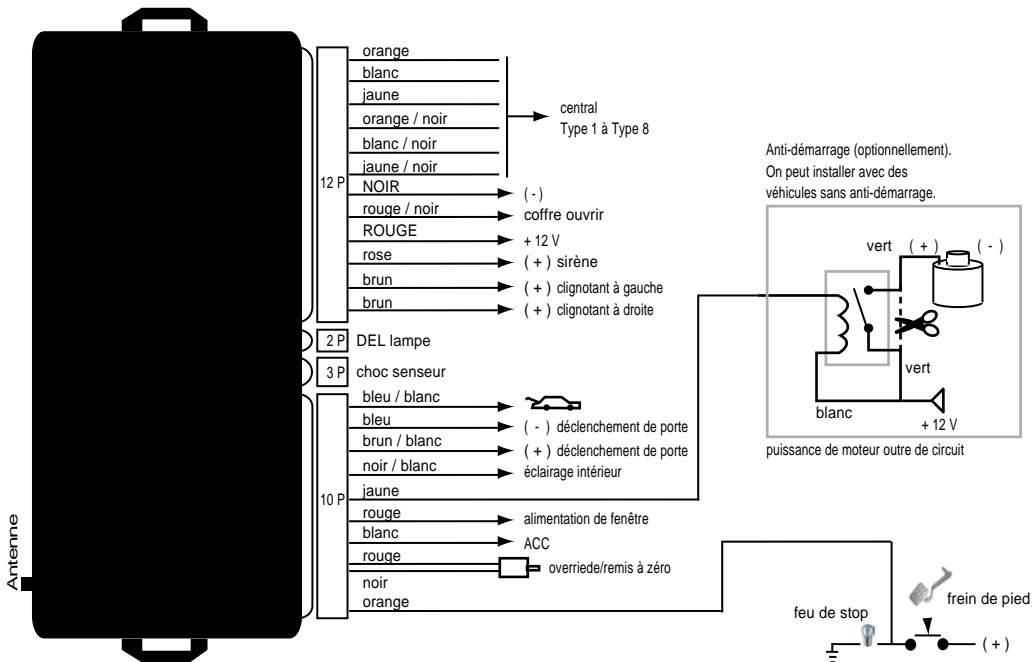 orange
blanc
jaune
orange / noir
blanc / noir
jaune / noir
NOIR
rouge / noir
ROUGE
rose
brun
brun
12 P
central
Type 1 à Type 8
( - )
coffre ouvrir
+ 12 V
( + ) sirène
( + ) clignotant à gauche
( + ) clignotant à droite
2 P
DEL lampe
3 P
choc senseur
bleu / blanc
bleu
brun / blanc
noir / blanc
jaune
rouge
blanc
rouge
noir
orange
10 P
( - ) déclenchement de porte
( + ) déclenchement de porte
éclairage intérieur
alimentation de fenêtre
ACC
overriede/remis à zéro
Antenne
Anti-démarrage (optionnellement).
On peut installer avec des
véhicules sans anti-démarrage.
vert ( + ) ( - )
vert
blanc
+ 12 V
puissance de moteur outre de circuit
feu de stop
frein de pied
( + )